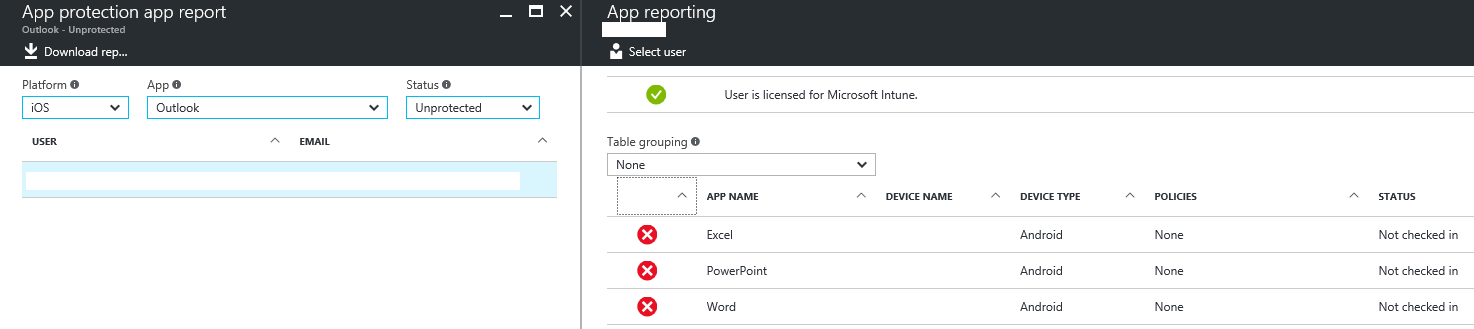 App protection app report
Outlook - Unprotected
Download rep...
Platform
App
Status
iOS
Outlook
Unprotected
USER EMAIL
App reporting
Select user
User is licensed for Microsoft Intune.
Table grouping
None
APP NAME DEVICE NAME DEVICE TYPE POLICIES STATUS
Excel Android None Not checked in
PowerPoint Android None Not checked in
Word Android None Not checked in